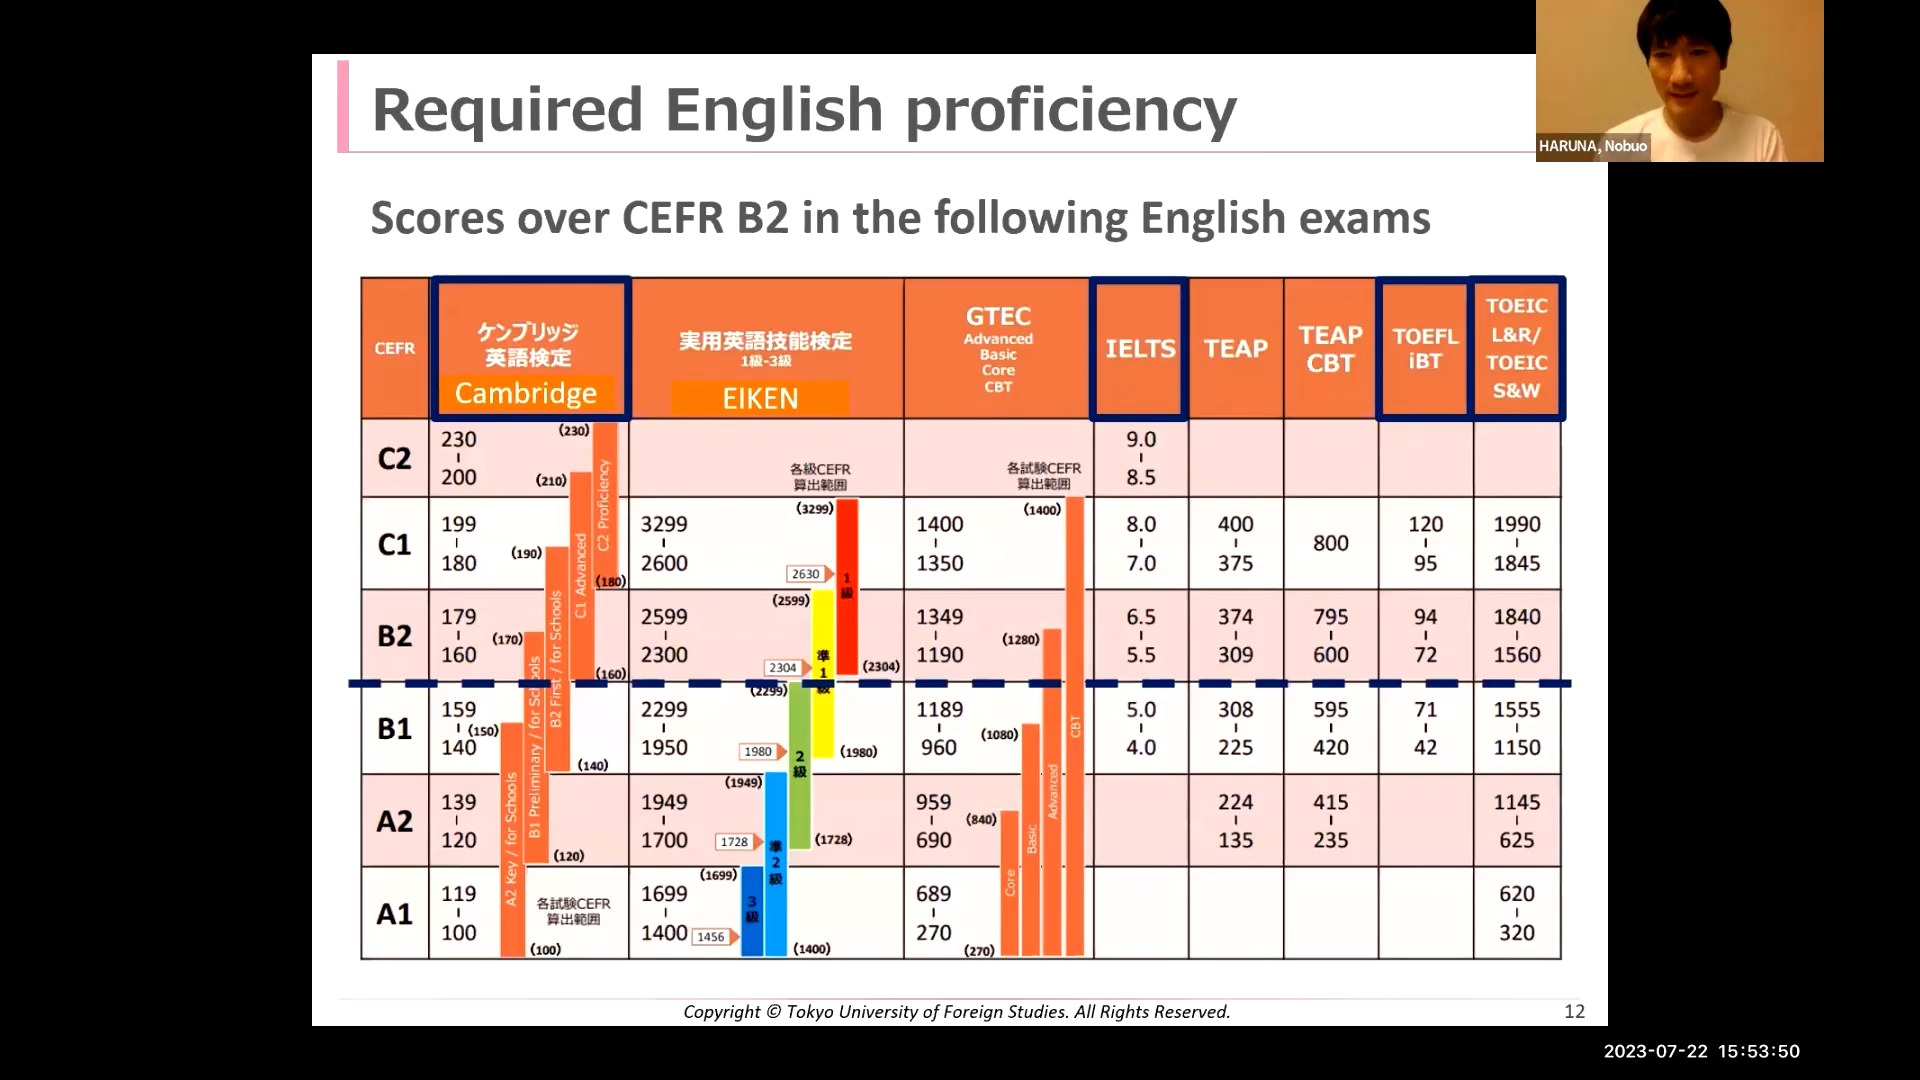 HARUNA, Nobuo
Required English proficiency
Scores over CEFR B2 in the following English exams
CEFR
ケンブリッジ
英語検定
Cambridge
実用英語技能検定
1級-3級
EIKEN
GTEC
Advanced
Basic
Core
CBT
IELTS
TEAP
TEAP
CBT
TOEFL
iBT
TOEIC
L&R/
TOEIC
S&W
C2
230
200
(230)
(210)
C2 Proficiency
(180)
各級CEFR
算出範囲
各試験CEFR
算出範囲
9.0
8.5
C1
199
180
(190)
C1 Advanced
(160)
3299
2600
(3299)
2630
1級
(2304)
1400
1350
(1400)
CBT
8.0
7.0
400
375
800
120
95
1990
1845
B2
179
160
(170)
B2 First / for Schools
(140)
2599
2300
(2599)
2304
準1級
(1980)
1349
1190
(1280)
Advanced
6.5
5.5
374
309
795
600
94
72
1840
1560
B1
159
140
(150)
B1 Preliminary / for Schools
(120)
2299
1950
(2299)
1980
2級
(1728)
1189
960
(1080)
Basic
5.0
4.0
308
225
595
420
71
42
1555
1150
A2
139
120
A2 Key / for Schools
(100)
1949
1700
(1949)
1728
準2級
(1400)
959
690
(840)
Core
(270)
224
135
415
235
1145
625
A1
119
100
各試験CEFR
算出範囲
1699
1400
(1699)
1456
3級
689
270
620
320
Copyright © Tokyo University of Foreign Studies. All Rights Reserved.
12
2023-07-22 15:53:50